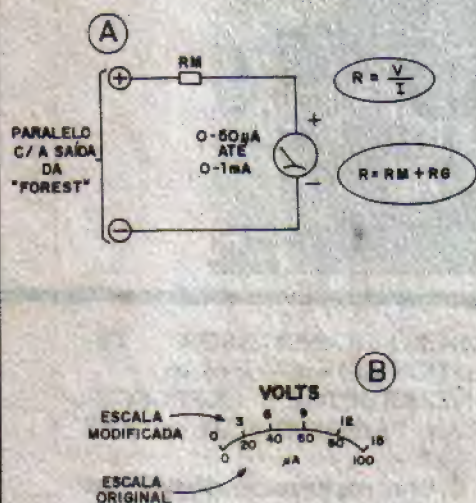 A
RM
R = V/I
PARALELO
C/ A SAÍDA
DA
"FOREST"
0-50µA
ATÉ
0-1mA
R = RM + RG
B
VOLTS
ESCALA
MODIFICADA
0 3 6 9 12 15
0 20 40 60 80 100
µA
ESCALA
ORIGINAL